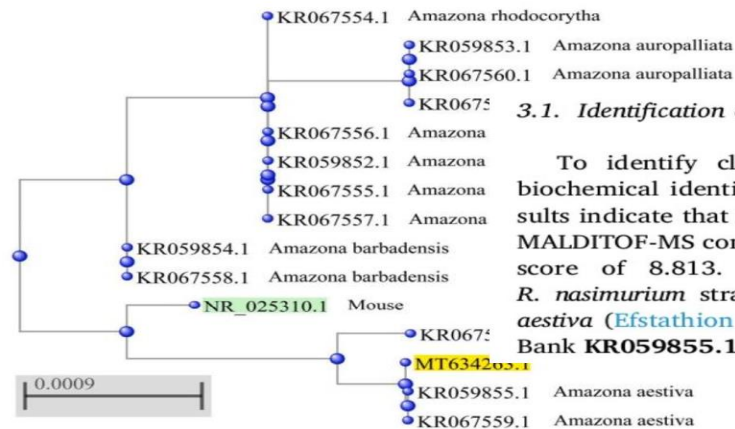 KR067554.1 Amazona rhodocorytha
KR059853.1 Amazona auropalliata
KR067560.1 Amazona auropalliata
KR067556.1 Amazona
KR059852.1 Amazona
KR067555.1 Amazona
KR067557.1 Amazona
KR059854.1 Amazona barbadensis
KR067558.1 Amazona barbadensis
NR_025310.1 Mouse
MT634263.1
KR059855.1 Amazona aestiva
KR067559.1 Amazona aestiva
0.0009
3.1. Identification
To identify
biochemical
sults indicate that
MALDITOF-MS
score of 8.813.
R. nasimurium
aestiva (Efstathion
Bank KR059855.1